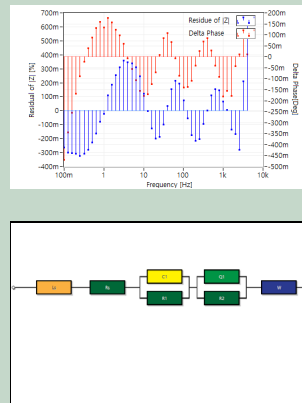 700m
600m
500m
400m
300m
200m
100m
0
-100m
-200m
-300m
-400m
Residual of |Z| [%]
Residue of |Z|
Delta Phase
200m
150m
100m
50m
0
-50m
-100m
-150m
-200m
-250m
-300m
-350m
-400m
-450m
-500m
Delta Phase[Deg]
100m 1 10 100 1k 10k
Frequency [Hz]
C1
Q1
R1
R2
W